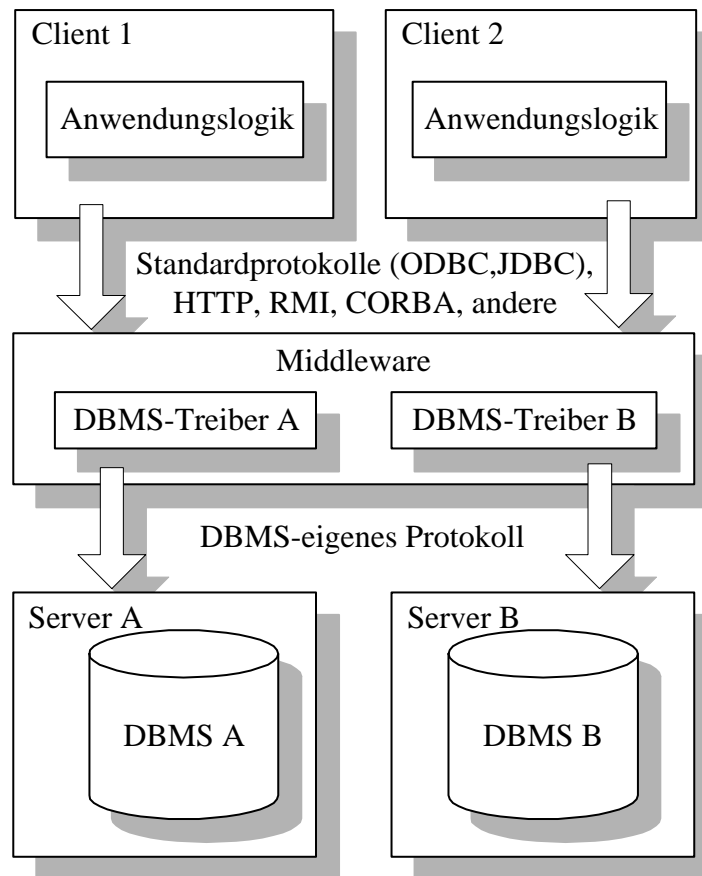 Client 1
Client 2
Anwendungslogik
Anwendungslogik
Standardprotokolle (ODBC,JDBC),
HTTP, RMI, CORBA, andere
Middleware
DBMS-Treiber A
DBMS-Treiber B
DBMS-eigenes Protokoll
Server A
Server B
DBMS A
DBMS B